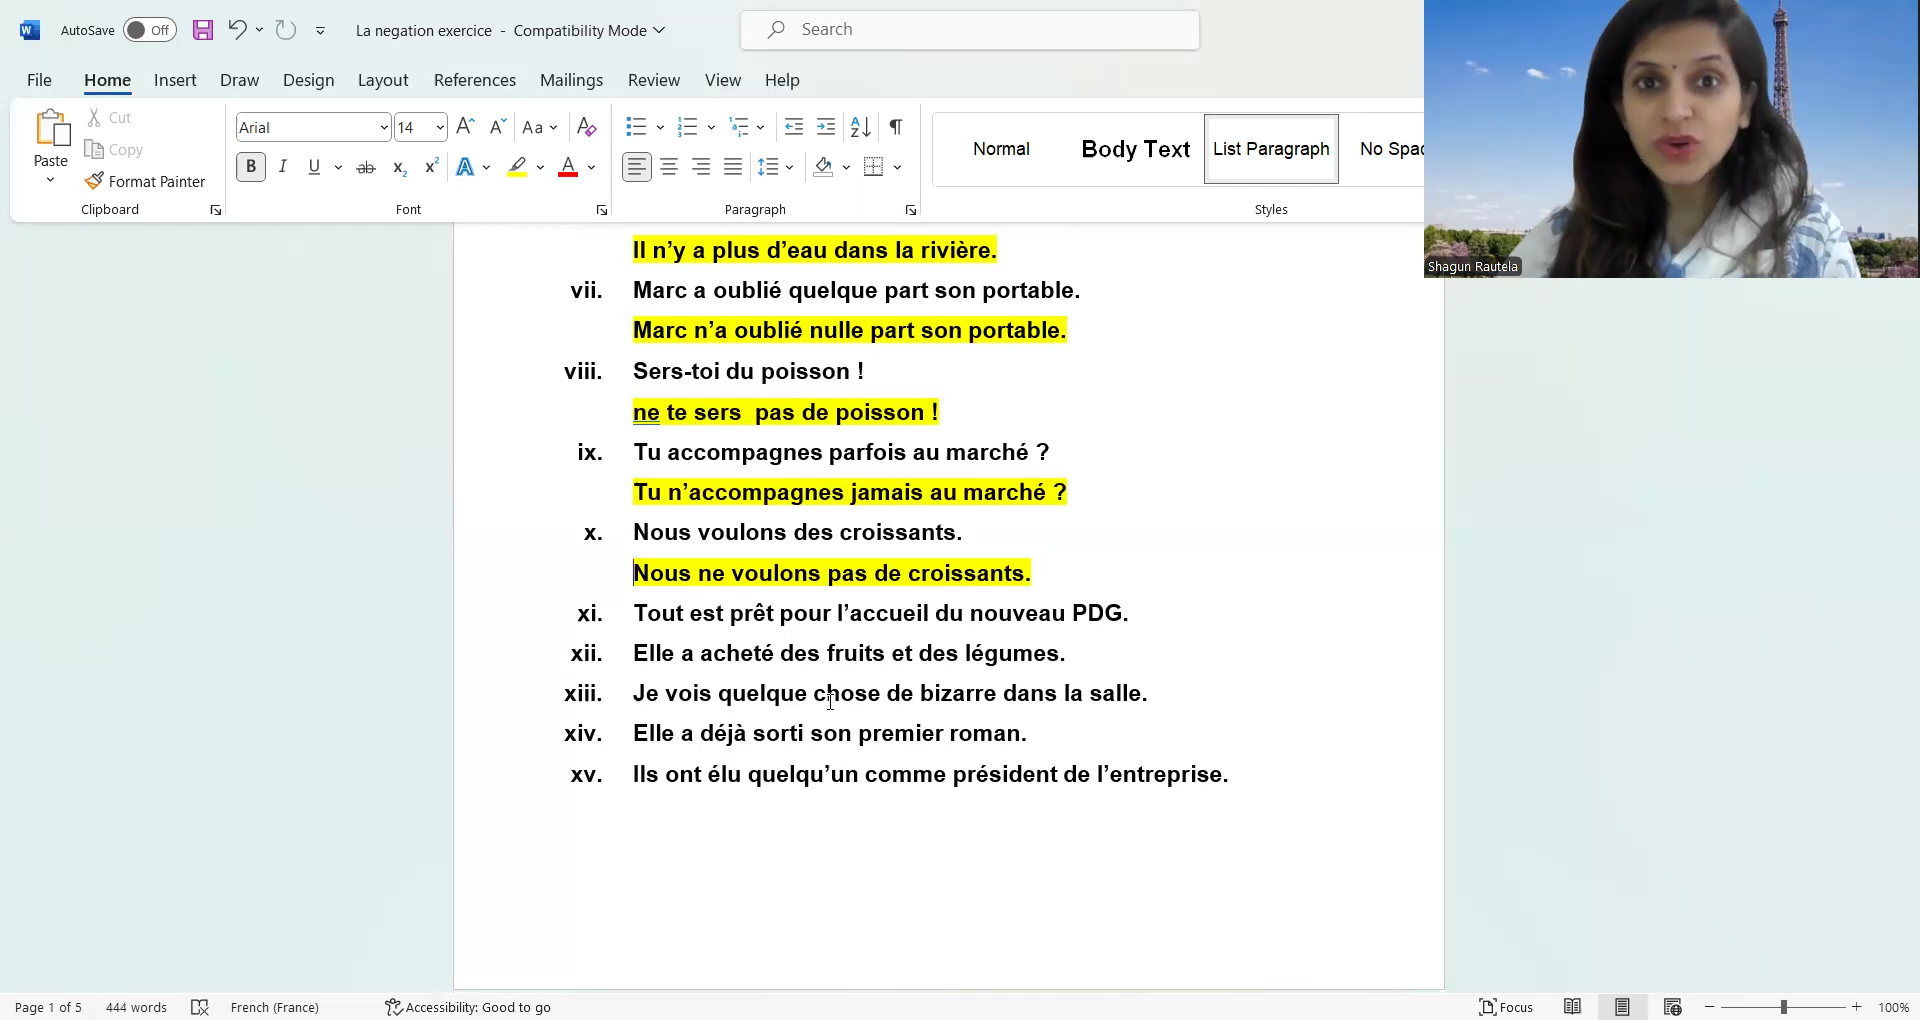 AutoSave Off La negation exercice - Compatibility Mode Search
File Home Insert Draw Design Layout References Mailings Review View Help
Paste Cut Copy Format Painter Clipboard
Arial 14 Font
Paragraph
Normal Body Text List Paragraph No Spac Styles
Shagun Rautela
Il n’y a plus d’eau dans la rivière.
vii. Marc a oublié quelque part son portable.
Marc n’a oublié nulle part son portable.
viii. Sers-toi du poisson !
ne te sers  pas de poisson !
ix. Tu accompagnes parfois au marché ?
Tu n’accompagnes jamais au marché ?
x. Nous voulons des croissants.
Nous ne voulons pas de croissants.
xi. Tout est prêt pour l’accueil du nouveau PDG.
xii. Elle a acheté des fruits et des légumes.
xiii. Je vois quelque chose de bizarre dans la salle.
xiv. Elle a déjà sorti son premier roman.
xv. Ils ont élu quelqu’un comme président de l’entreprise.
Page 1 of 5 444 words French (France) Accessibility: Good to go Focus 100%